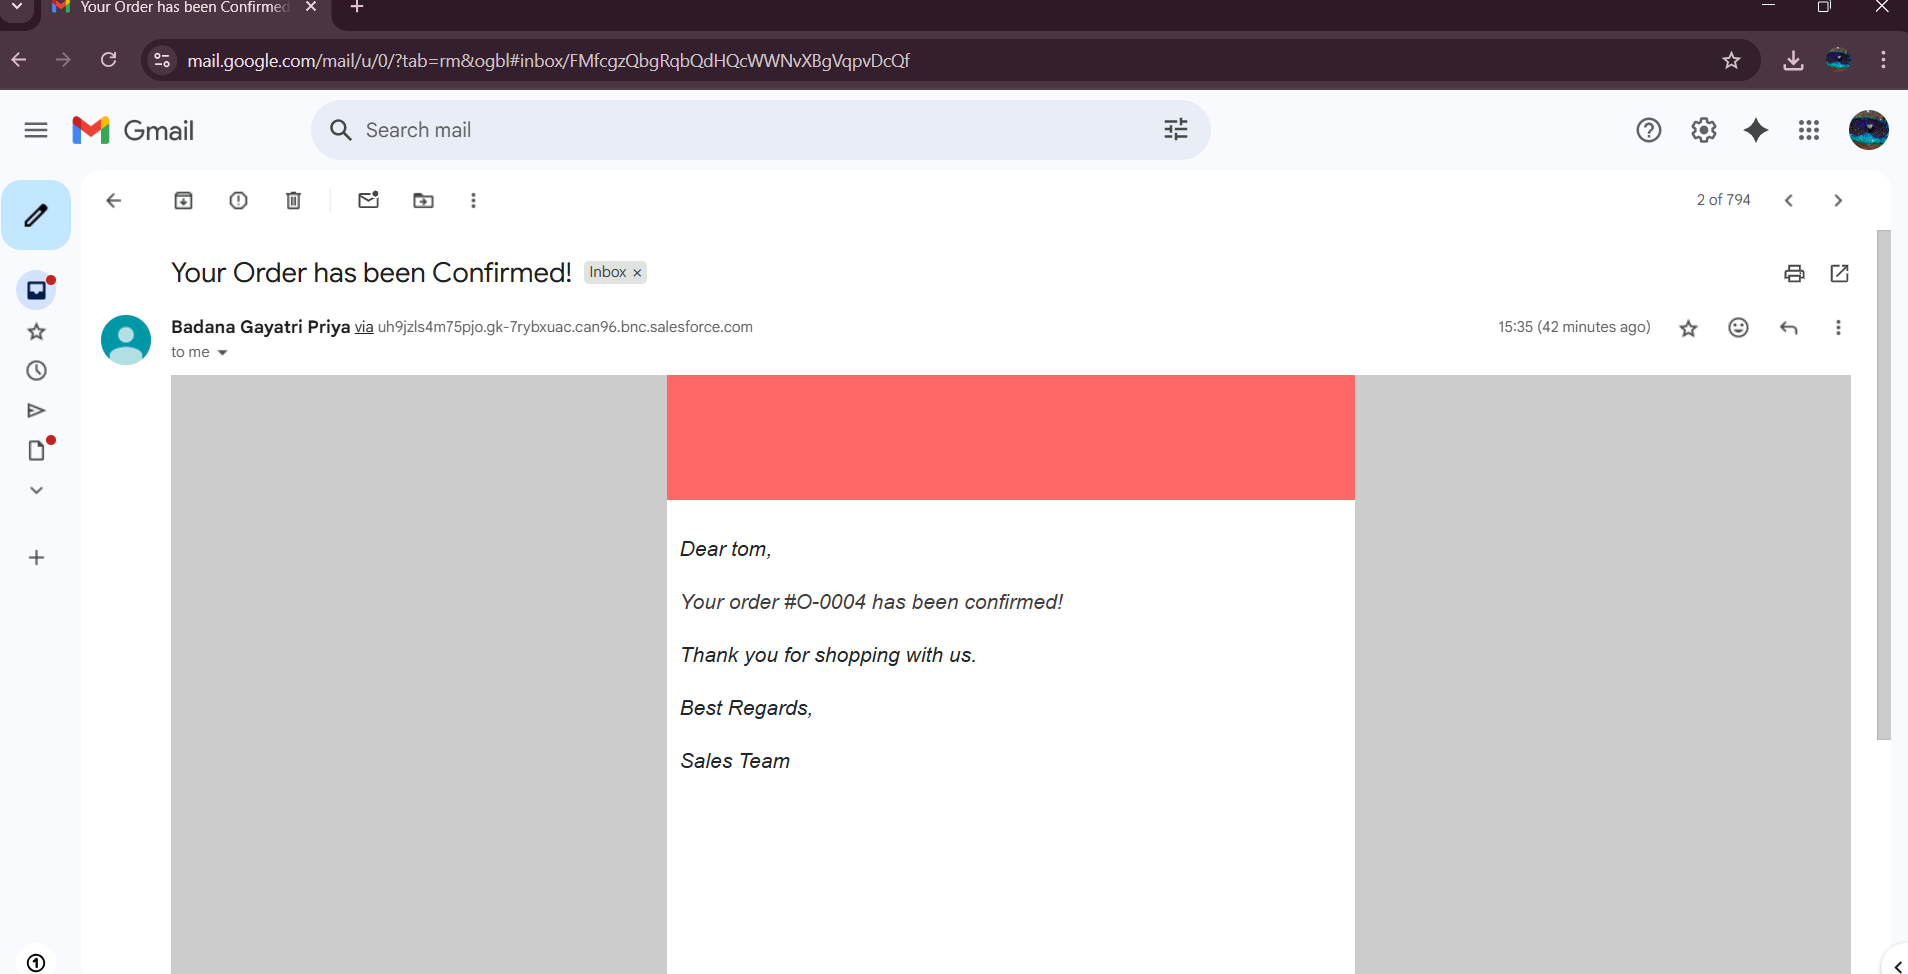 Your Order has been Confirmed
mail.google.com/mail/u/0/?tab=rm&ogbl#inbox/FMfcgzQbgRqbQdHQcWWNvXBgVqpvDcQf
Gmail
Search mail
2 of 794
Your Order has been Confirmed! Inbox ×
Badana Gayatri Priya via uh9jzls4m75pjo.gk-7rybxuac.can96.bnc.salesforce.com 15:35 (42 minutes ago)
to me
Dear tom,
Your order #O-0004 has been confirmed!
Thank you for shopping with us.
Best Regards,
Sales Team